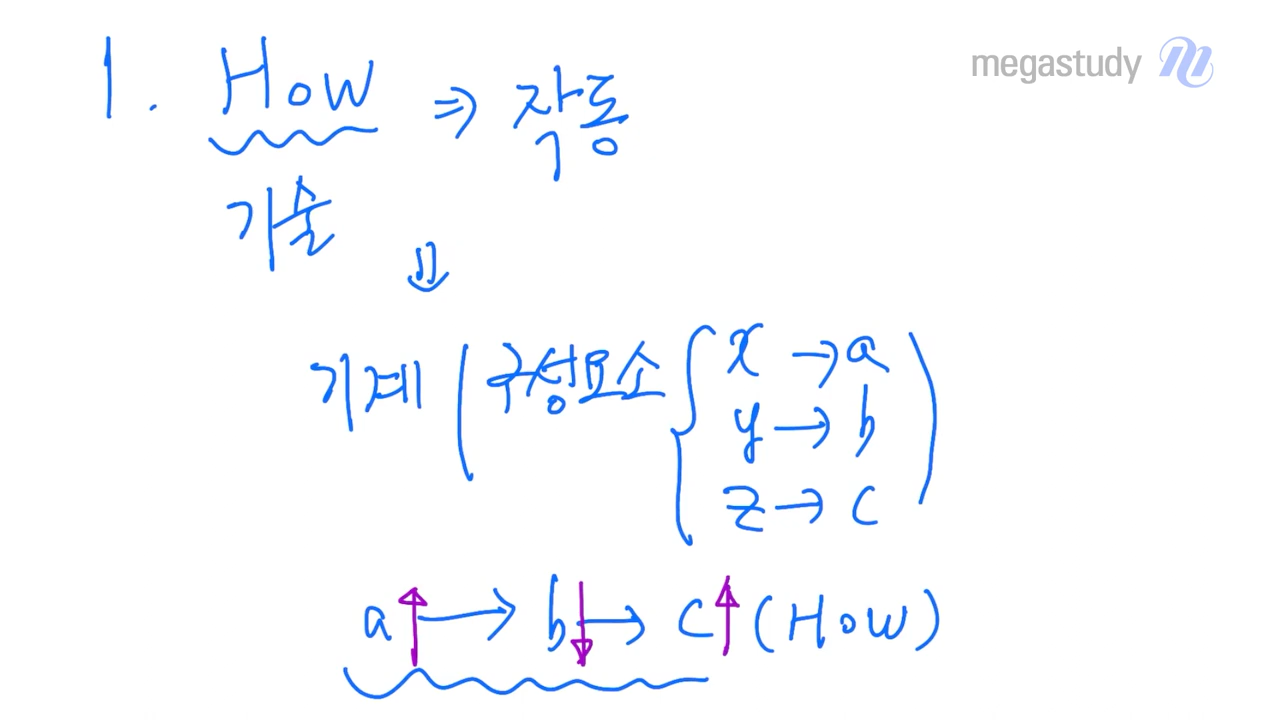 megastudy
1. How ⇒ 작동
기술
⇓
기계 ( 구성요소 { x → a
y → b
z → c )
a↑ → b↓ → c↑ (How)